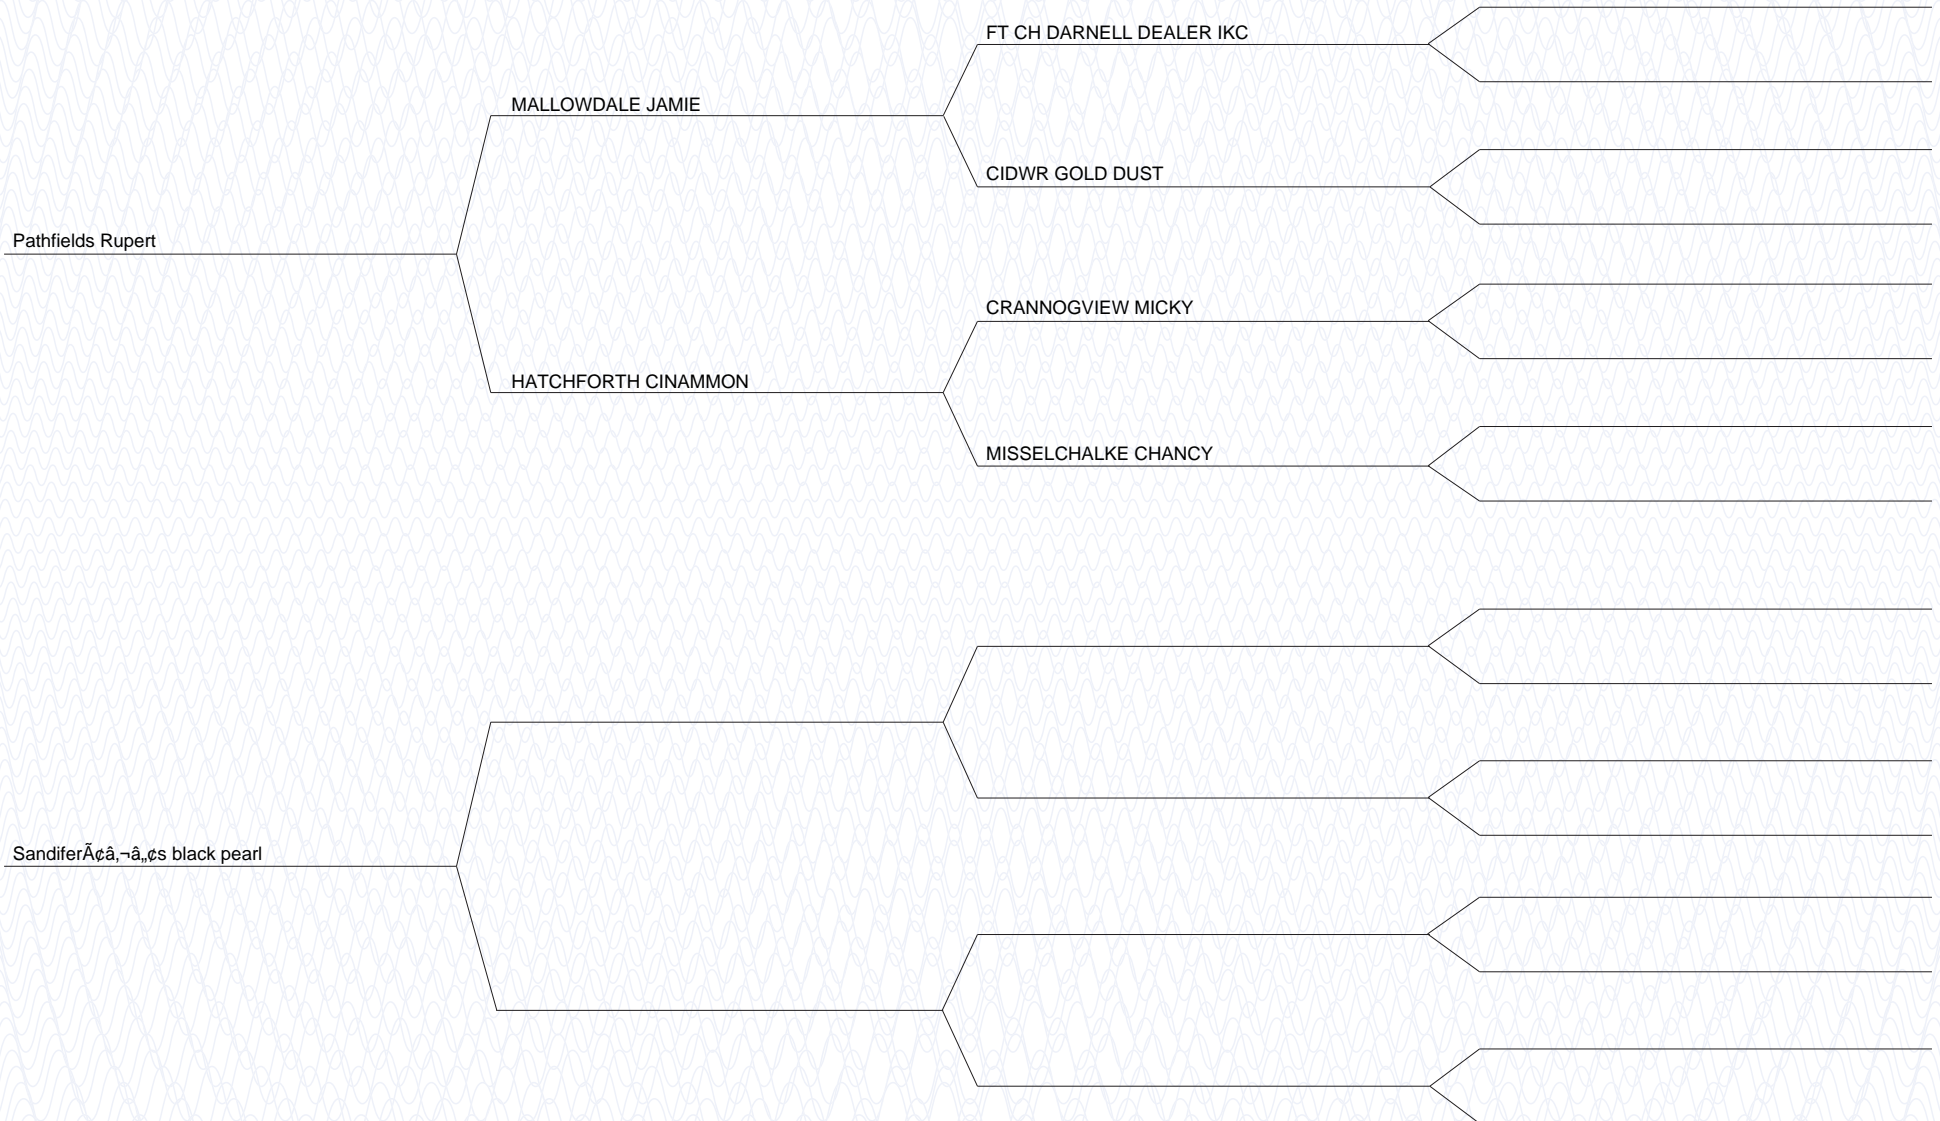 FT CH DARNELL DEALER IKC
MALLOWDALE JAMIE
CIDWR GOLD DUST
Pathfields Rupert
CRANNOGVIEW MICKY
HATCHFORTH CINAMMON
MISSELCHALKE CHANCY
SandiferÃ¢â‚¬â„¢s black pearl